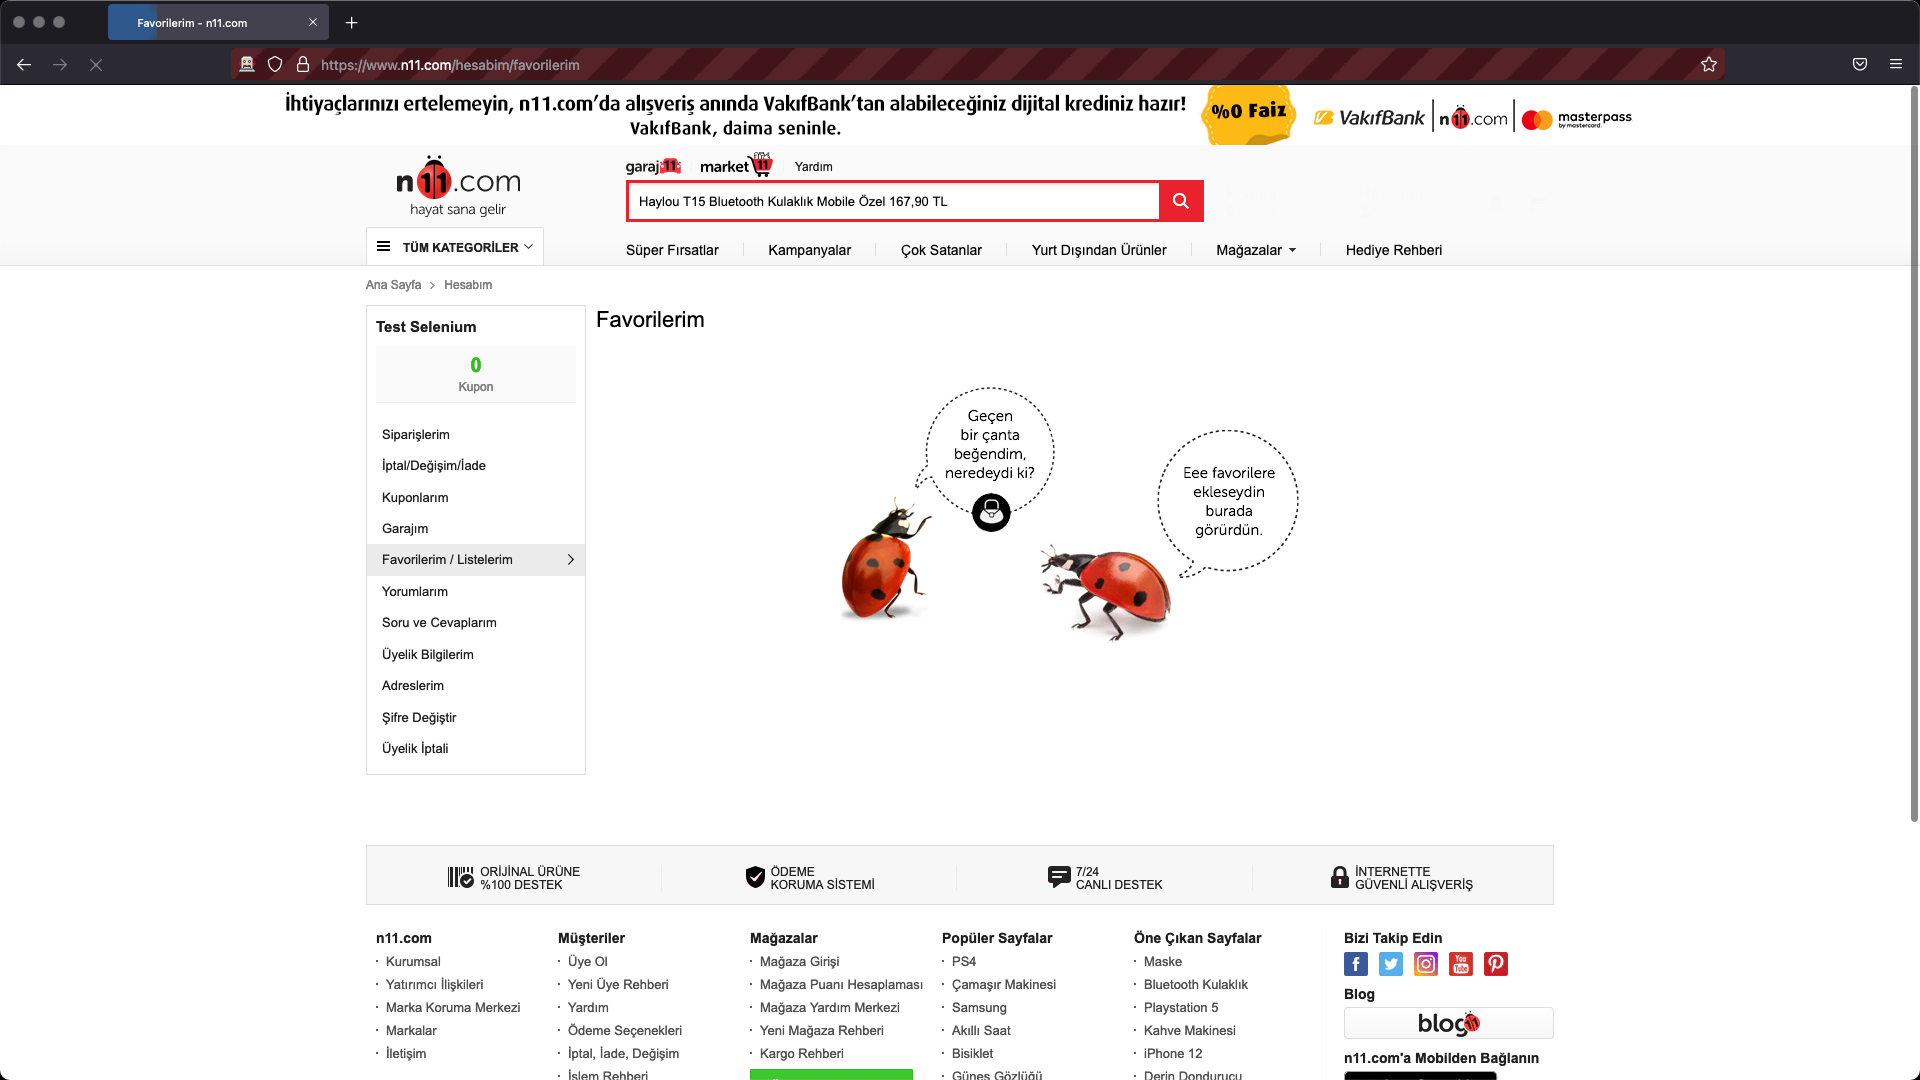 Favorilerim - n11.com
https://www.n11.com/hesabim/favorilerim
İhtiyaçlarınızı ertelemeyin, n11.com'da alışveriş anında VakıfBank'tan alabileceğiniz dijital krediniz hazır!
VakıfBank, daima seninle.
%0 Faiz
VakıfBank
n11.com
masterpass
by mastercard.
n11.com
hayat sana gelir
garaj11
market 11
Yardım
Haylou T15 Bluetooth Kulaklık Mobile Özel 167,90 TL
TÜM KATEGORİLER
Süper Fırsatlar
Kampanyalar
Çok Satanlar
Yurt Dışından Ürünler
Mağazalar
Hediye Rehberi
Ana Sayfa > Hesabım
Test Selenium
0
Kupon
Siparişlerim
İptal/Değişim/İade
Kuponlarım
Garajım
Favorilerim / Listelerim
Yorumlarım
Soru ve Cevaplarım
Üyelik Bilgilerim
Adreslerim
Şifre Değiştir
Üyelik İptali
Favorilerim
Geçen
bir çanta
beğendim,
neredeydi ki?
Eee favorilere
ekleseydin
burada
görürdün.
ORİJİNAL ÜRÜNE
%100 DESTEK
ÖDEME
KORUMA SİSTEMİ
7/24
CANLI DESTEK
İNTERNETTE
GÜVENLİ ALIŞVERİŞ
n11.com
Kurumsal
Yatırımcı İlişkileri
Marka Koruma Merkezi
Markalar
İletişim
Müşteriler
Üye Ol
Yeni Üye Rehberi
Yardım
Ödeme Seçenekleri
İptal, İade, Değişim
İşlem Rehberi
Mağazalar
Mağaza Girişi
Mağaza Puanı Hesaplaması
Mağaza Yardım Merkezi
Yeni Mağaza Rehberi
Kargo Rehberi
Popüler Sayfalar
PS4
Çamaşır Makinesi
Samsung
Akıllı Saat
Bisiklet
Güneş Gözlüğü
Öne Çıkan Sayfalar
Maske
Bluetooth Kulaklık
Playstation 5
Kahve Makinesi
iPhone 12
Derin Dondurucu
Bizi Takip Edin
You
Tube
Blog
blog11
n11.com'a Mobilden Bağlanın